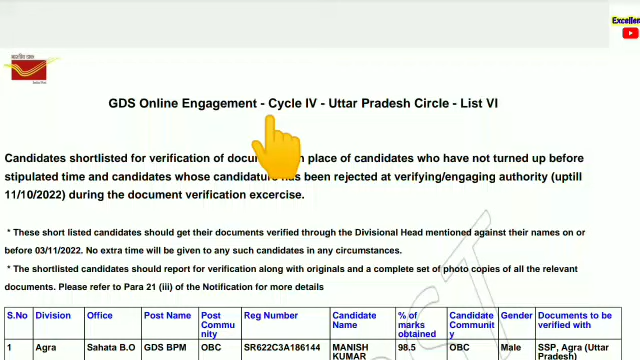 Excellen
GDS Online Engagement - Cycle IV - Uttar Pradesh Circle - List VI
Candidates shortlisted for verification of docu n place of candidates who have not turned up before
stipulated time and candidates whose candidature has been rejected at verifying/engaging authority (uptill
11/10/2022) during the document verification excercise.
* These short listed candidates should get their documents verified through the Divisional Head mentioned against their names on or
before 03/11/2022. No extra time will be given to any such candidates in any circumstances.
* The shortlisted candidates should report for verification along with originals and a complete set of photo copies of all the relevant
documents. Please refer to Para 21 (iii) of the Notification for more details
S.No Division Office Post Name Post Commu nity Reg Number Candidate Name % of marks obtained Candidate Communit y Gender Documents to be verified with
1 Agra Sahata B.O GDS BPM OBC SR622C3A186144 MANISH KUMAR 98.5 OBC Male SSP, Agra (Uttar Pradesh)